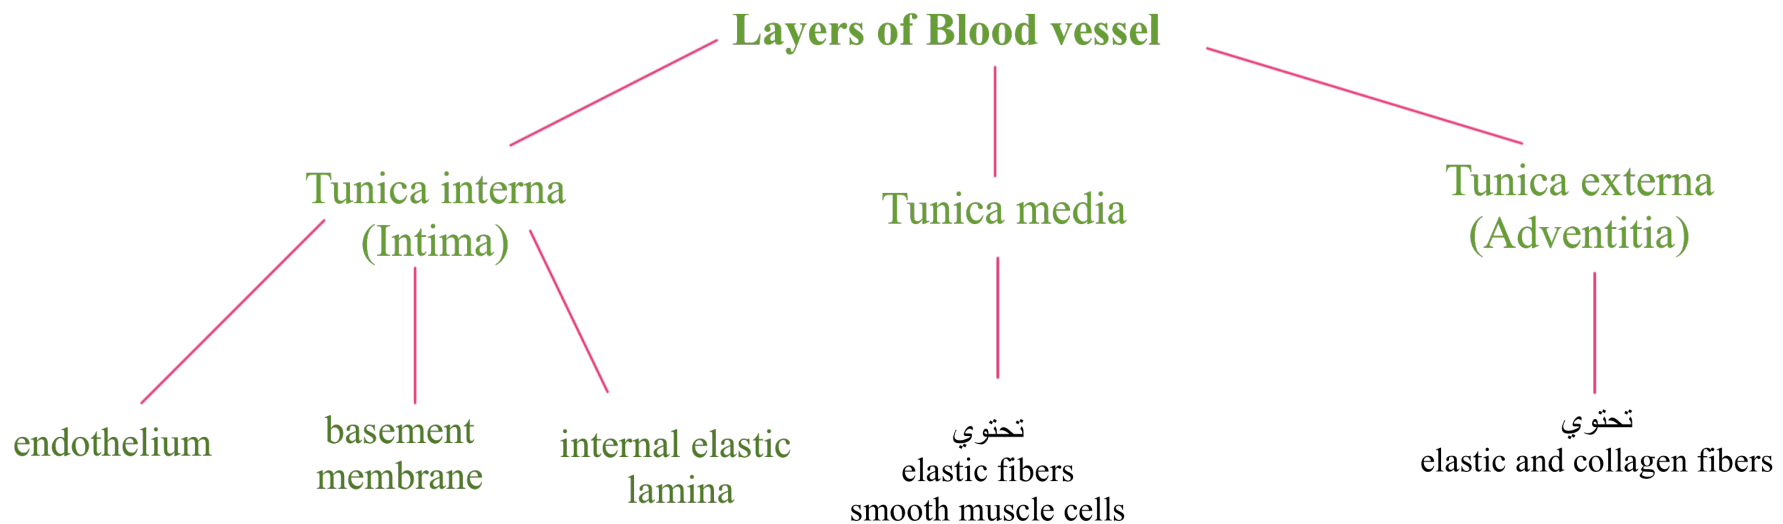 Layers of Blood vessel
Tunica interna
(Intima)
Tunica media
Tunica externa
(Adventitia)
endothelium
basement
membrane
internal elastic
lamina
تحتوي
elastic fibers
smooth muscle cells
تحتوي
elastic and collagen fibers